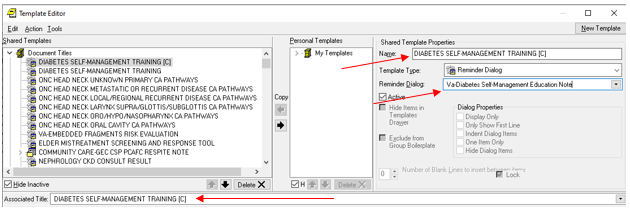 Template Editor
Edit Action Tools
New Template
Shared Templates
Document Titles
DIABETES SELF-MANAGEMENT TRAINING [C]
DIABETES SELF-MANAGEMENT TRAINING
ONC HEAD NECK UNKNOWN PRIMARY CA PATHWAYS
ONC HEAD NECK METASTATIC OR RECURRENT DISEASE CA PATHWAYS
ONC HEAD NECK LOCAL/REGIONAL RECURRENT DISEASE CA PATHWAYS
ONC HEAD NECK LARYNX:SUPRA/GLOTTIS/SUBGLOTTIS CA PATHWAYS
ONC HEAD NECK ORO/HYPO/NASOPHARYNX CA PATHWAYS
ONC HEAD NECK ORAL CAVITY CA PATHWAYS
VA-EMBEDDED FRAGMENTS RISK EVALUATION
ELDER MISTREATMENT SCREENING AND RESPONSE TOOL
COMMUNITY CARE-GEC CSP PCAFC RESPITE NOTE
NEPHROLOGY CKD CONSULT RESULT
Hide Inactive
Delete
Copy
Personal Templates
My Templates
H
Delete
Shared Template Properties
Name: DIABETES SELF-MANAGEMENT TRAINING [C]
Template Type: Reminder Dialog
Reminder Dialog: Va-Diabetes Self-Management Education Note
Active
Hide Items in Templates Drawer
Exclude from Group Boilerplate
Dialog Properties
Display Only
Only Show First Line
Indent Dialog Items
One Item Only
Hide Dialog Items
0 Number of Blank Lines to insert between items
Lock
Associated Title: DIABETES SELF-MANAGEMENT TRAINING [C]